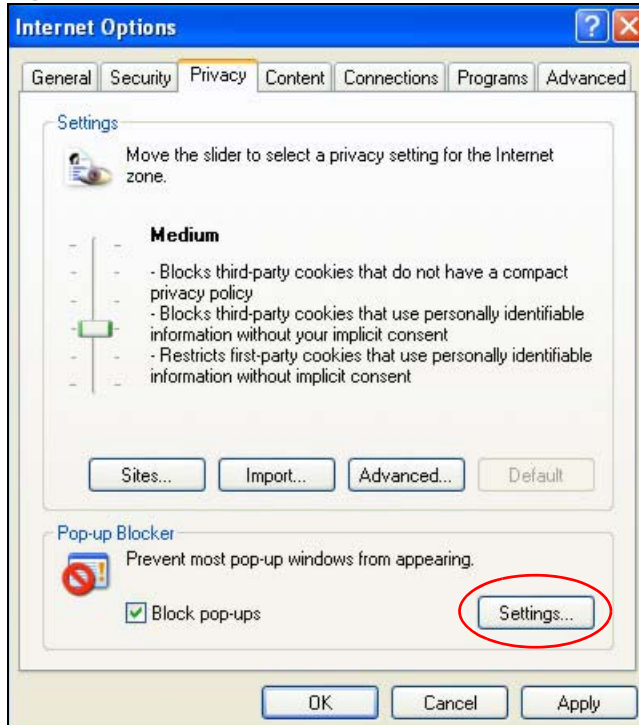 Internet Options
General Security Privacy Content Connections Programs Advanced
Settings
Move the slider to select a privacy setting for the Internet
zone.
Medium
- Blocks third-party cookies that do not have a compact
privacy policy
- Blocks third-party cookies that use personally identifiable
information without your implicit consent
- Restricts first-party cookies that use personally identifiable
information without implicit consent
Sites... Import... Advanced... Default
Pop-up Blocker
Prevent most pop-up windows from appearing.
Block pop-ups Settings...
OK Cancel Apply